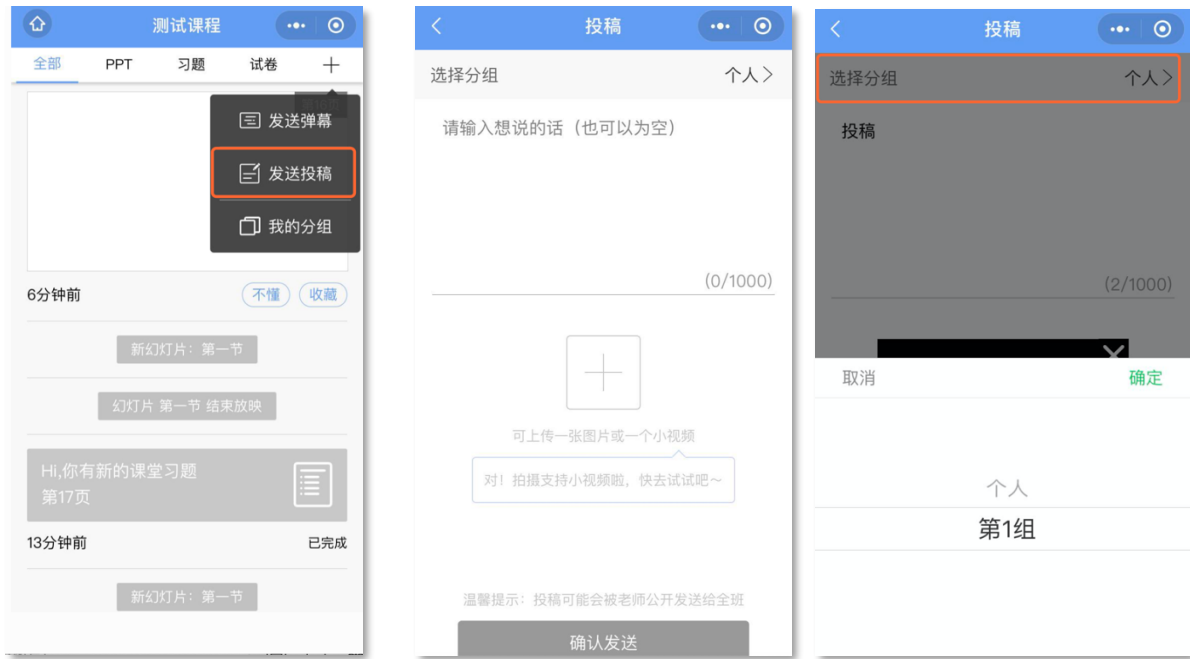 测试课程
全部 PPT 习题 试卷
第16页
发送弹幕
发送投稿
我的分组
6分钟前 不懂 收藏
新幻灯片：第一节
幻灯片 第一节 结束放映
Hi,你有新的课堂习题
第17页
13分钟前 已完成
新幻灯片：第一节
投稿
选择分组 个人
请输入想说的话（也可以为空）
(0/1000)
可上传一张图片或一个小视频
对！拍摄支持小视频啦，快去试试吧～
温馨提示：投稿可能会被老师公开发送给全班
确认发送
投稿
选择分组 个人
投稿
(2/1000)
取消 确定
个人
第1组